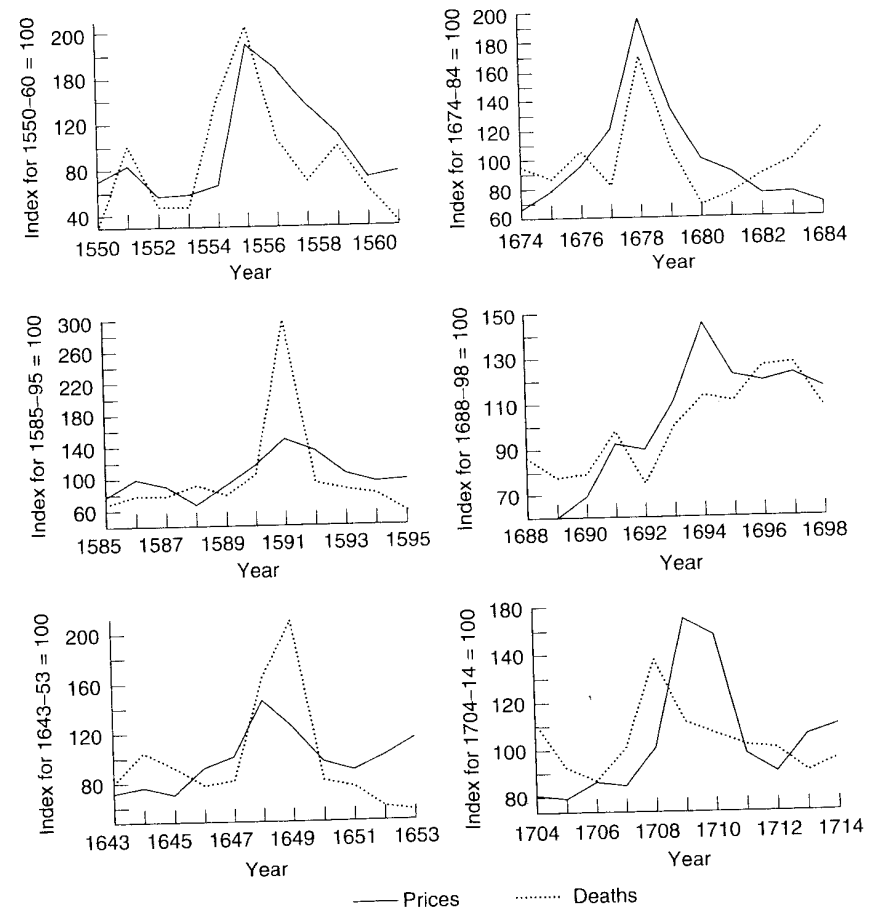 Index for 1550–60 = 100
200
180
120
80
40
1550 1552 1554 1556 1558 1560
Year
Index for 1674–84 = 100
200
180
160
140
120
100
80
60
1674 1676 1678 1680 1682 1684
Year
Index for 1585–95 = 100
300
260
220
180
140
100
60
1585 1587 1589 1591 1593 1595
Year
Index for 1688–98 = 100
150
130
110
90
70
1688 1690 1692 1694 1696 1698
Year
Index for 1643–53 = 100
200
160
120
80
1643 1645 1647 1649 1651 1653
Year
Index for 1704–14 = 100
180
140
120
100
80
1704 1706 1708 1710 1712 1714
Year
Prices Deaths